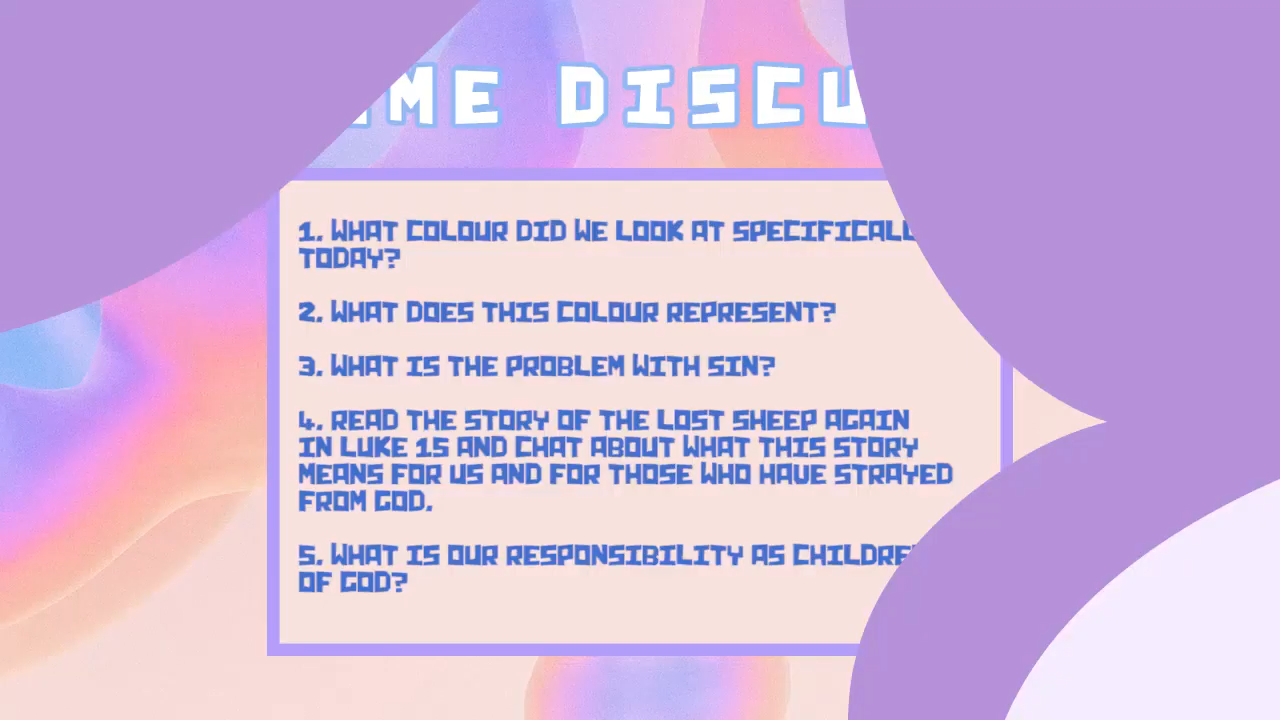 ME DISCU
1. WHAT COLOUR DID WE LOOK AT
TODAY?
2. WHAT DOES THIS COLOUR REPRESENT?
3. WHAT IS THE PROBLEM WITH SIN?
4. READ THE STORY OF THE LOST SHEEP AGAIN
IN LUKE 15 AND CHAT ABOUT WHAT THIS STORY
MEANS FOR US AND FOR THOSE WHO HAVE STRAYED
FROM GOD.
5. WHAT IS OUR RESPONSIBILITY AS
OF GOD?